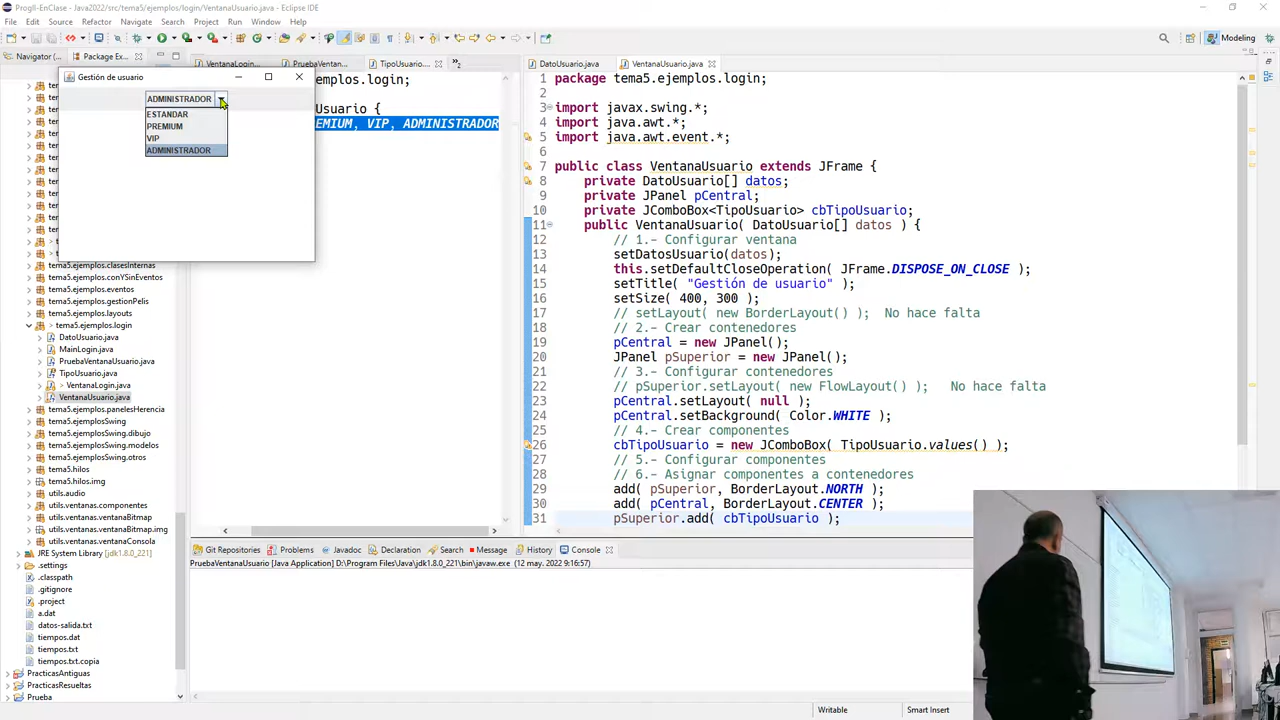 ProgII-EnClase - Java2022/src/tema5/ejemplos/login/VentanaUsuario.java - Eclipse IDE
File Edit Source Refactor Navigate Search Project Run Window Help
Modeling
Navigator ( Package Ex...
VentanaLogin... PruebaVentan... TipoUsuario....
Gestión de usuario
ADMINISTRADOR
ESTANDAR
PREMIUM
VIP
ADMINISTRADOR
ejemplos.login;
Usuario {
EMIUM, VIP, ADMINISTRADOR
tema5.ejemplos.clasesInternas
tema5.ejemplos.conYSinEventos
tema5.ejemplos.eventos
tema5.ejemplos.gestionPelis
tema5.ejemplos.layouts
> tema5.ejemplos.login
DatoUsuario.java
MainLogin.java
PruebaVentanaUsuario.java
TipoUsuario.java
> VentanaLogin.java
VentanaUsuario.java
tema5.ejemplos.panelesHerencia
tema5.ejemplosSwing
tema5.ejemplosSwing.dibujo
tema5.ejemplosSwing.modelos
tema5.ejemplosSwing.otros
tema5.hilos
tema5.hilos.img
utils.audio
utils.ventanas.componentes
utils.ventanas.ventanaBitmap
utils.ventanas.ventanaBitmap.img
utils.ventanas.ventanaConsola
JRE System Library [jdk1.8.0_221]
.settings
.classpath
.gitignore
.project
a.dat
datos-salida.txt
tiempos.dat
tiempos.txt
tiempos.txt.copia
PracticasAntiguas
PracticasResueltas
Prueba
DatoUsuario.java VentanaUsuario.java
1 package tema5.ejemplos.login;
2
3 import javax.swing.*;
4 import java.awt.*;
5 import java.awt.event.*;
6
7 public class VentanaUsuario extends JFrame {
8 private DatoUsuario[] datos;
9 private JPanel pCentral;
10 private JComboBox<TipoUsuario> cbTipoUsuario;
11 public VentanaUsuario( DatoUsuario[] datos ) {
12 // 1.- Configurar ventana
13 setDatosUsuario(datos);
14 this.setDefaultCloseOperation( JFrame.DISPOSE_ON_CLOSE );
15 setTitle( "Gestión de usuario" );
16 setSize( 400, 300 );
17 // setLayout( new BorderLayout() ); No hace falta
18 // 2.- Crear contenedores
19 pCentral = new JPanel();
20 JPanel pSuperior = new JPanel();
21 // 3.- Configurar contenedores
22 // pSuperior.setLayout( new FlowLayout() ); No hace falta
23 pCentral.setLayout( null );
24 pCentral.setBackground( Color.WHITE );
25 // 4.- Crear componentes
26 cbTipoUsuario = new JComboBox( TipoUsuario.values() );
27 // 5.- Configurar componentes
28 // 6.- Asignar componentes a contenedores
29 add( pSuperior, BorderLayout.NORTH );
30 add( pCentral, BorderLayout.CENTER );
31 pSuperior.add( cbTipoUsuario );
Git Repositories Problems Javadoc Declaration Search Message History Console
PruebaVentanaUsuario [Java Application] D:\Program Files\Java\jdk1.8.0_221\bin\javaw.exe (12 may. 2022 9:16:57)
Writable Smart Insert